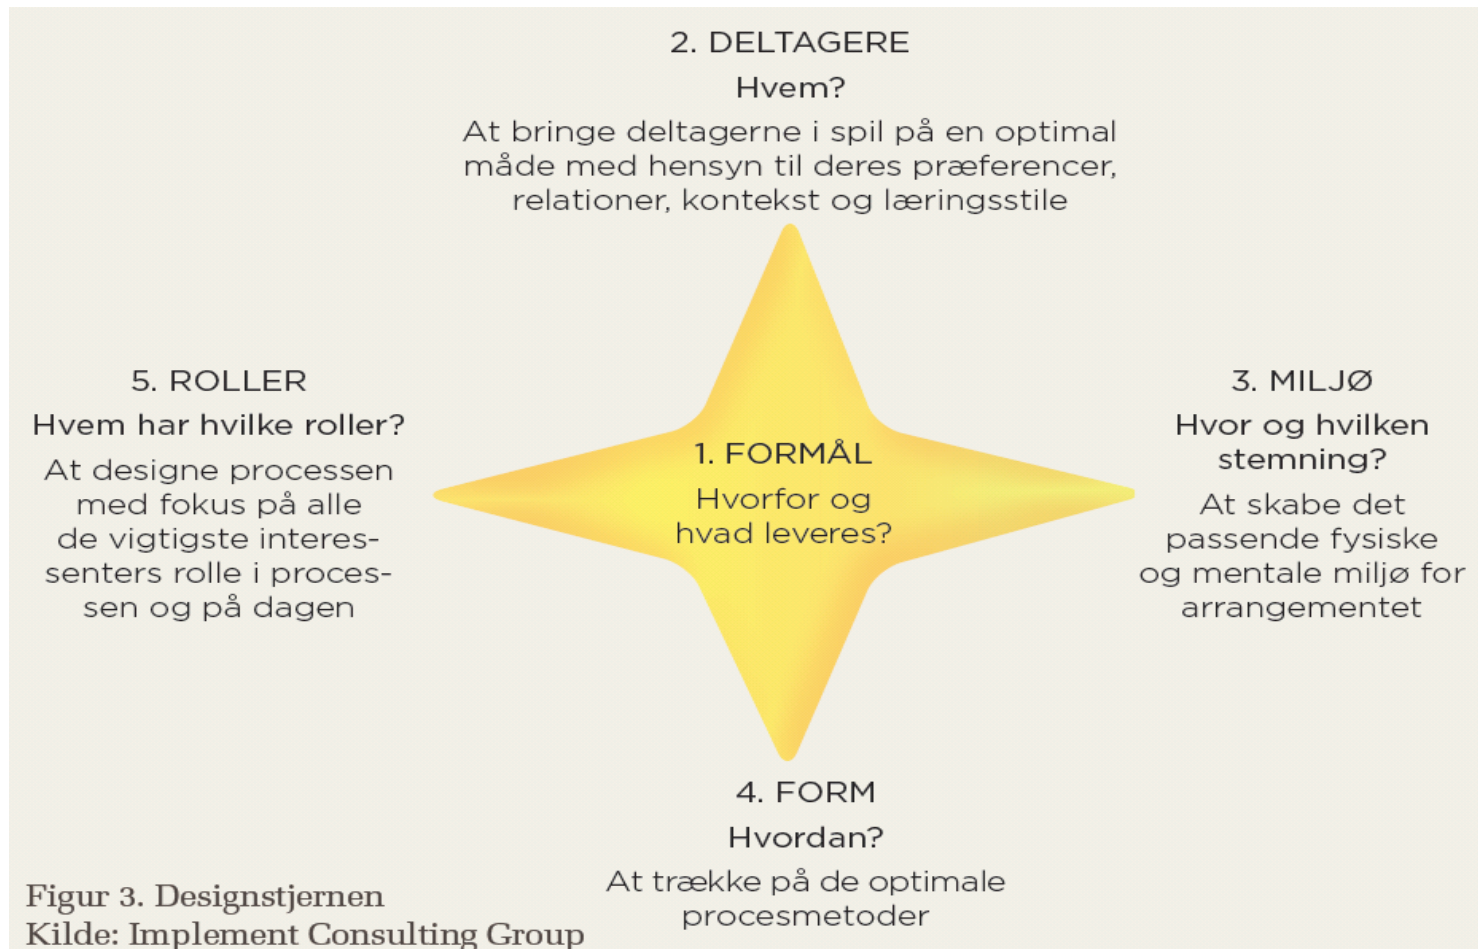 2. DELTAGERE
Hvem?
At bringe deltagerne i spil på en optimal
måde med hensyn til deres præferencer,
relationer, kontekst og læringsstile
5. ROLLER
Hvem har hvilke roller?
At designe processen
med fokus på alle
de vigtigste interes-
senters rolle i proces-
sen og på dagen
1. FORMÅL
Hvorfor og
hvad leveres?
3. MILJØ
Hvor og hvilken
stemning?
At skabe det
passende fysiske
og mentale miljø for
arrangementet
4. FORM
Hvordan?
At trække på de optimale
procesmetoder
Figur 3. Designstjernen
Kilde: Implement Consulting Group